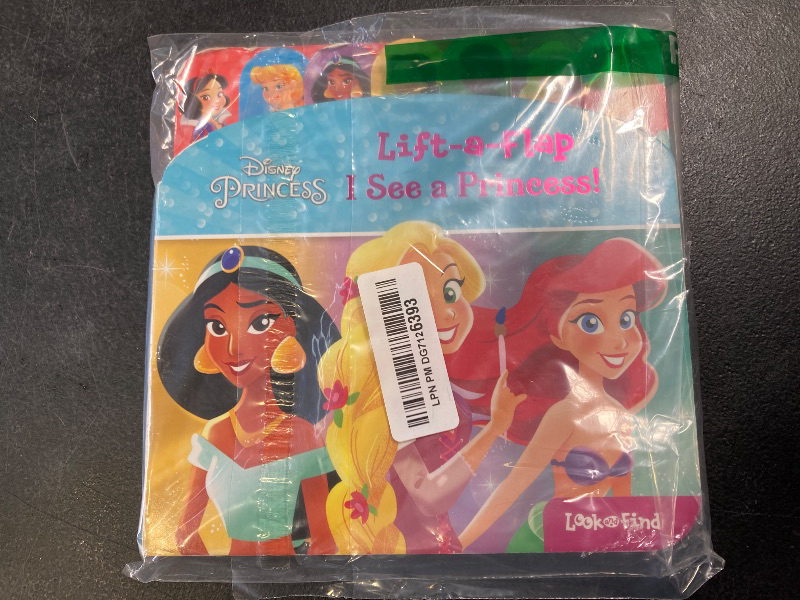 Lift-a-Flap
Disney
PRINCESS
I See a Princess!
LPN PM DG7126393
Look and Find